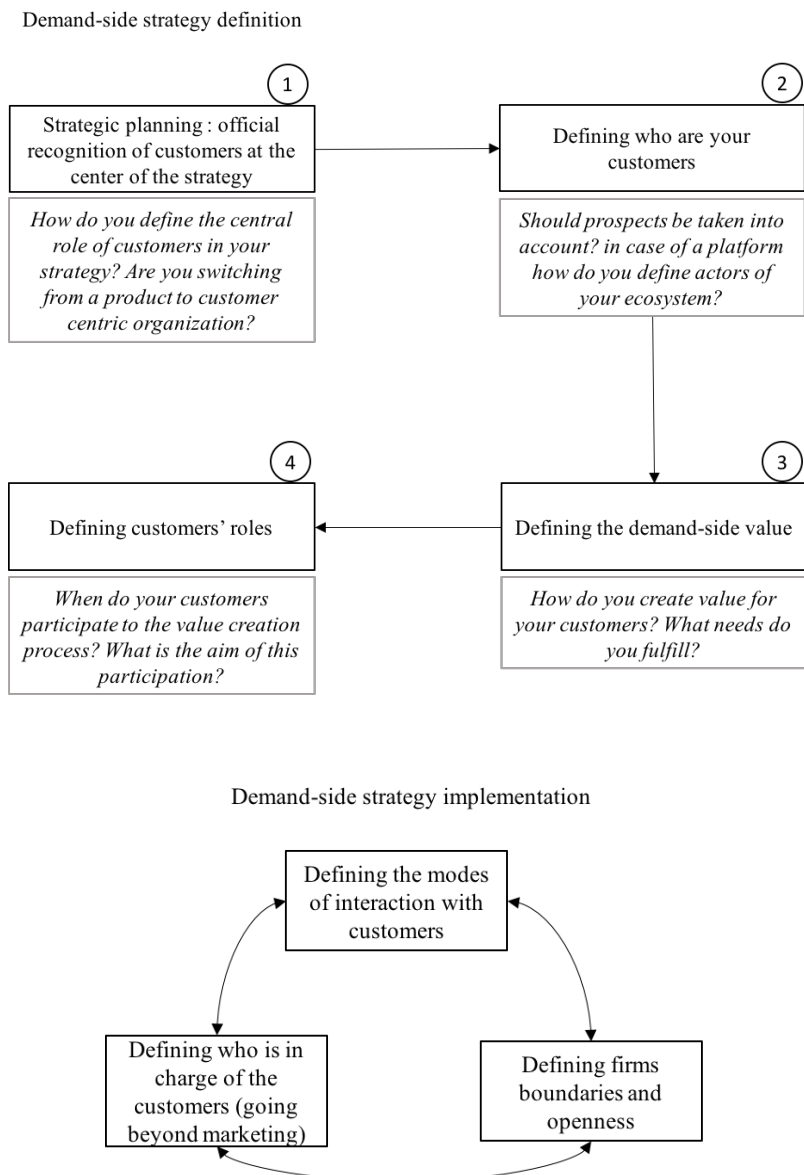 Demand-side strategy definition
1
Strategic planning : official
recognition of customers at the
center of the strategy
How do you define the central
role of customers in your
strategy? Are you switching
from a product to customer
centric organization?
2
Defining who are your
customers
Should prospects be taken into
account? in case of a platform
how do you define actors of
your ecosystem?
3
Defining the demand-side value
How do you create value for
your customers? What needs do
you fulfill?
4
Defining customers' roles
When do your customers
participate to the value creation
process? What is the aim of this
participation?
Demand-side strategy implementation
Defining the modes
of interaction with
customers
Defining who is in
charge of the
customers (going
beyond marketing)
Defining firms
boundaries and
openness